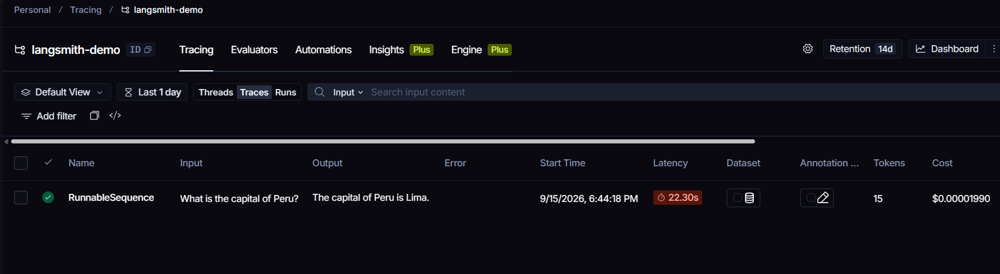 Personal / Tracing / langsmith-demo
langsmith-demo ID Tracing Evaluators Automations Insights Plus Engine Plus Retention 14d Dashboard
Default View Last 1 day Threads Traces Runs Input Search input content
Add filter </>
Name Input Output Error Start Time Latency Dataset Annotation ... Tokens Cost
RunnableSequence What is the capital of Peru? The capital of Peru is Lima. 9/15/2026, 6:44:18 PM 22.30s 15 $0.00001990